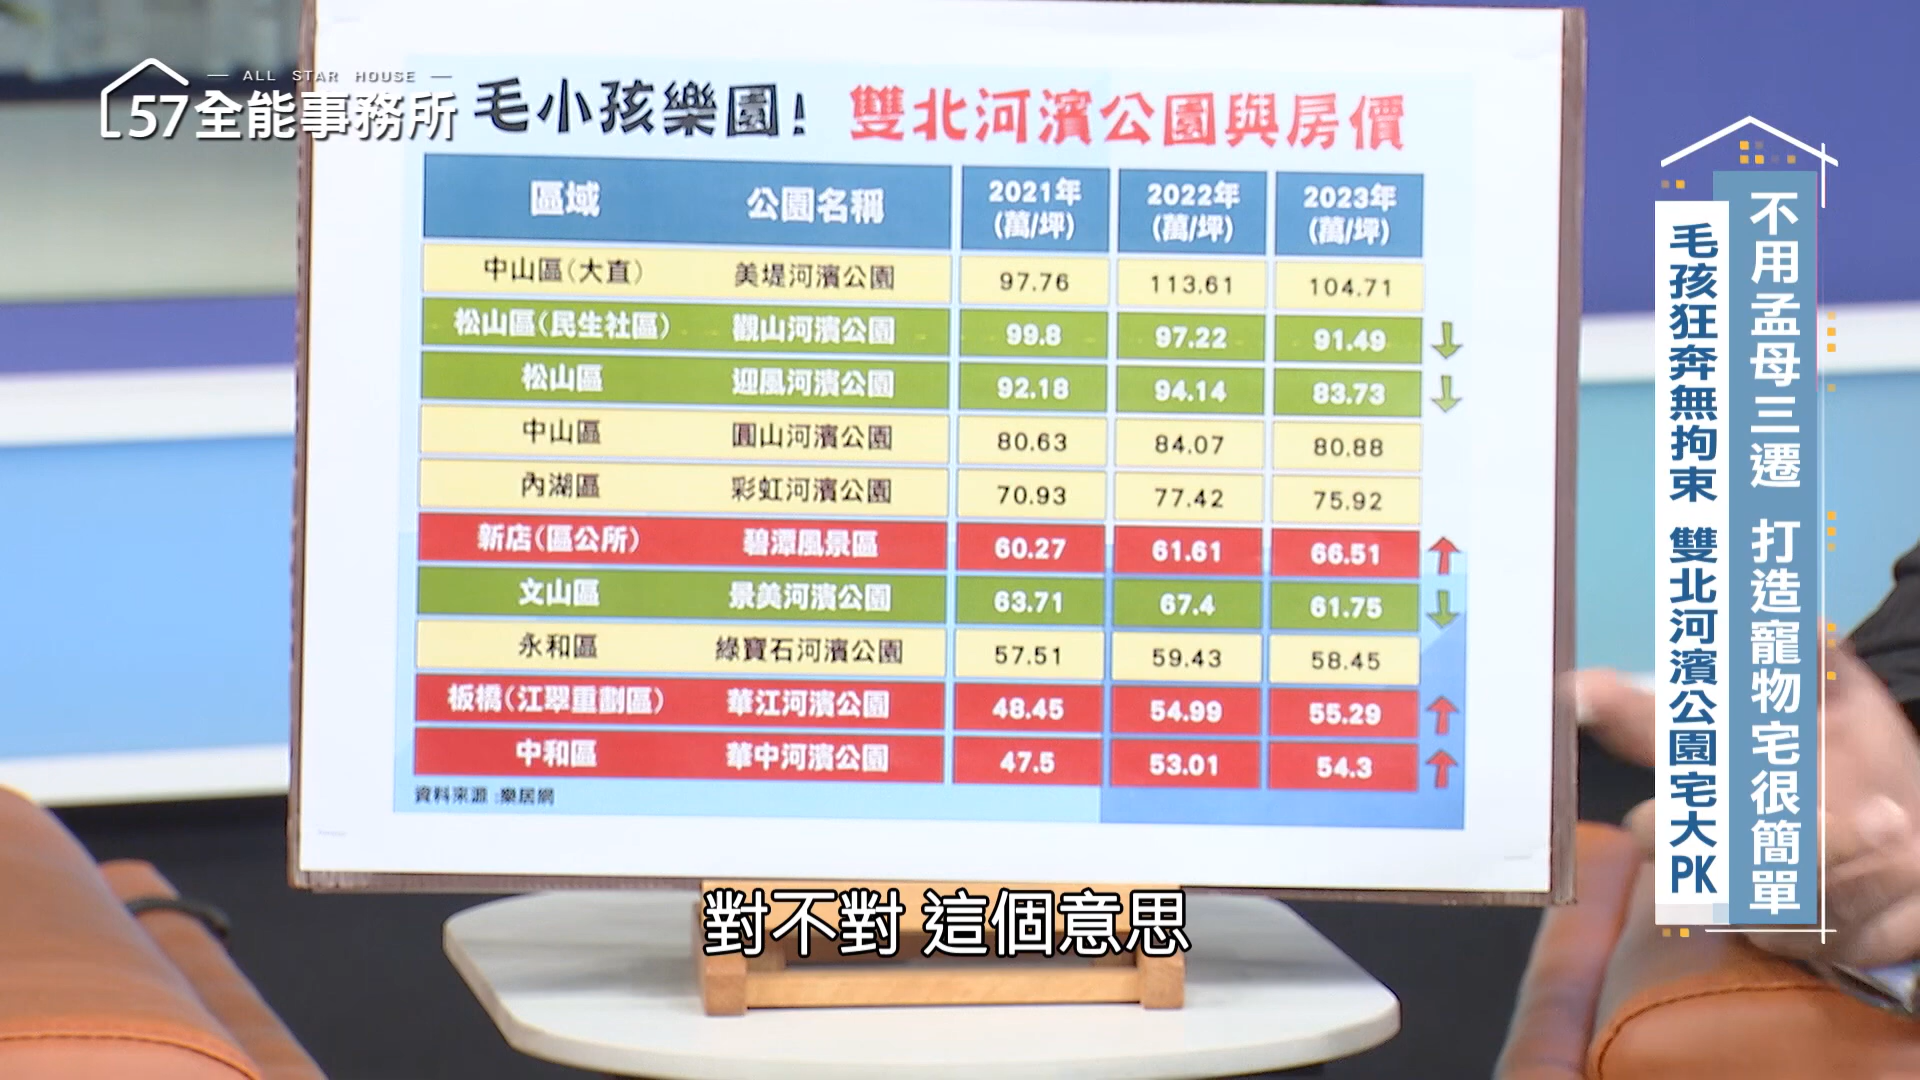 ALL STAR HOUSE
57全能事務所
毛小孩樂園! 雙北河濱公園與房價
區域 公園名稱 2021年(萬/坪) 2022年(萬/坪) 2023年(萬/坪)
中山區(大直) 美堤河濱公園 97.76 113.61 104.71
松山區(民生社區) 觀山河濱公園 99.8 97.22 91.49 ↓
松山區 迎風河濱公園 92.18 94.14 83.73 ↓
中山區 圓山河濱公園 80.63 84.07 80.88
內湖區 彩虹河濱公園 70.93 77.42 75.92
新店(區公所) 碧潭風景區 60.27 61.61 66.51 ↑
文山區 景美河濱公園 63.71 67.4 61.75 ↓
永和區 綠寶石河濱公園 57.51 59.43 58.45
板橋(江翠重劃區) 華江河濱公園 48.45 54.99 55.29 ↑
中和區 華中河濱公園 47.5 53.01 54.3 ↑
資料來源:樂居網
不用孟母三遷 打造寵物宅很簡單
毛孩狂奔無拘束 雙北河濱公園宅大PK
對不對 這個意思